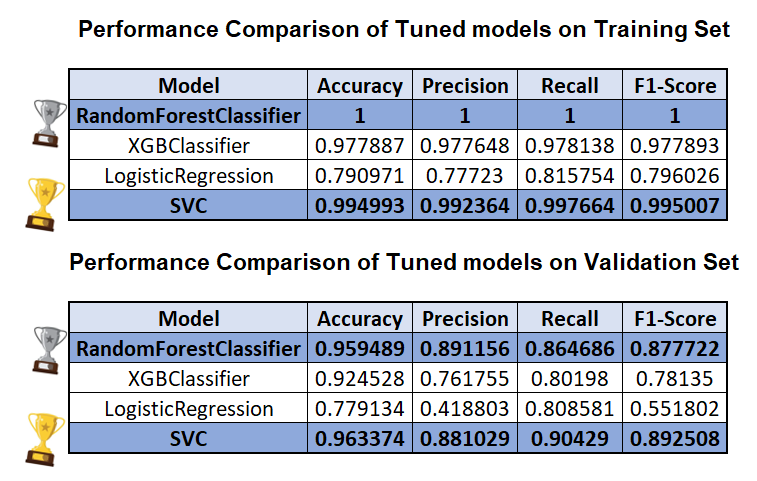 Performance Comparison of Tuned models on Training Set
Model Accuracy Precision Recall F1-Score
RandomForestClassifier 1 1 1 1
XGBClassifier 0.977887 0.977648 0.978138 0.977893
LogisticRegression 0.790971 0.77723 0.815754 0.796026
SVC 0.994993 0.992364 0.997664 0.995007
Performance Comparison of Tuned models on Validation Set
Model Accuracy Precision Recall F1-Score
RandomForestClassifier 0.959489 0.891156 0.864686 0.877722
XGBClassifier 0.924528 0.761755 0.80198 0.78135
LogisticRegression 0.779134 0.418803 0.808581 0.551802
SVC 0.963374 0.881029 0.90429 0.892508